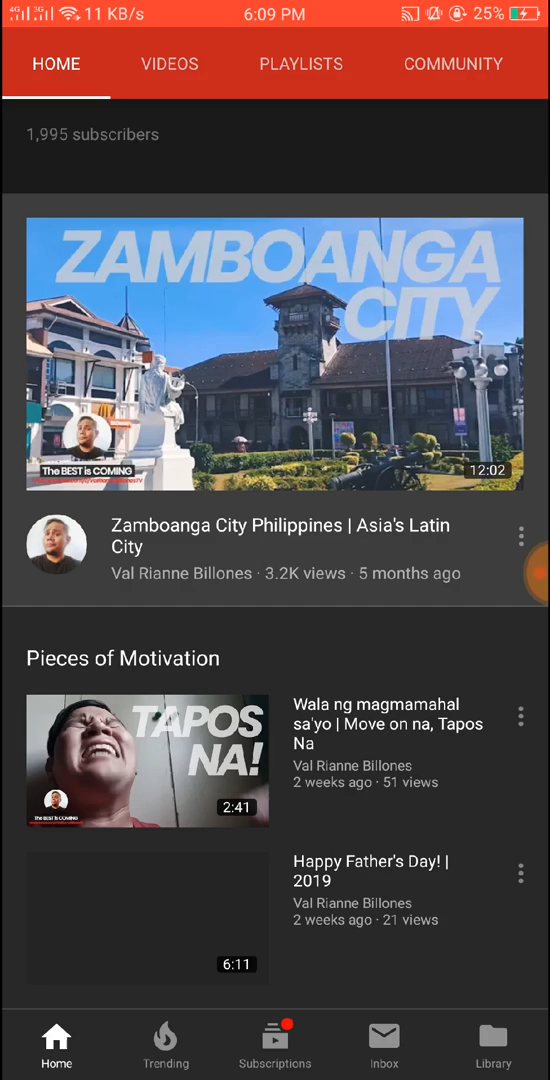 4G 3G 11 KB/s 6:09 PM 25%
HOME VIDEOS PLAYLISTS COMMUNITY
1,995 subscribers
ZAMBOANGA
CITY
The BEST is COMING
12:02
Zamboanga City Philippines | Asia's Latin
City
Val Rianne Billones · 3.2K views · 5 months ago
Pieces of Motivation
TAPOS
NA!
The BEST is COMING
2:41
Wala ng magmamahal
sa'yo | Move on na, Tapos
Na
Val Rianne Billones
2 weeks ago · 51 views
6:11
Happy Father's Day! |
2019
Val Rianne Billones
2 weeks ago · 21 views
Home Trending Subscriptions Inbox Library